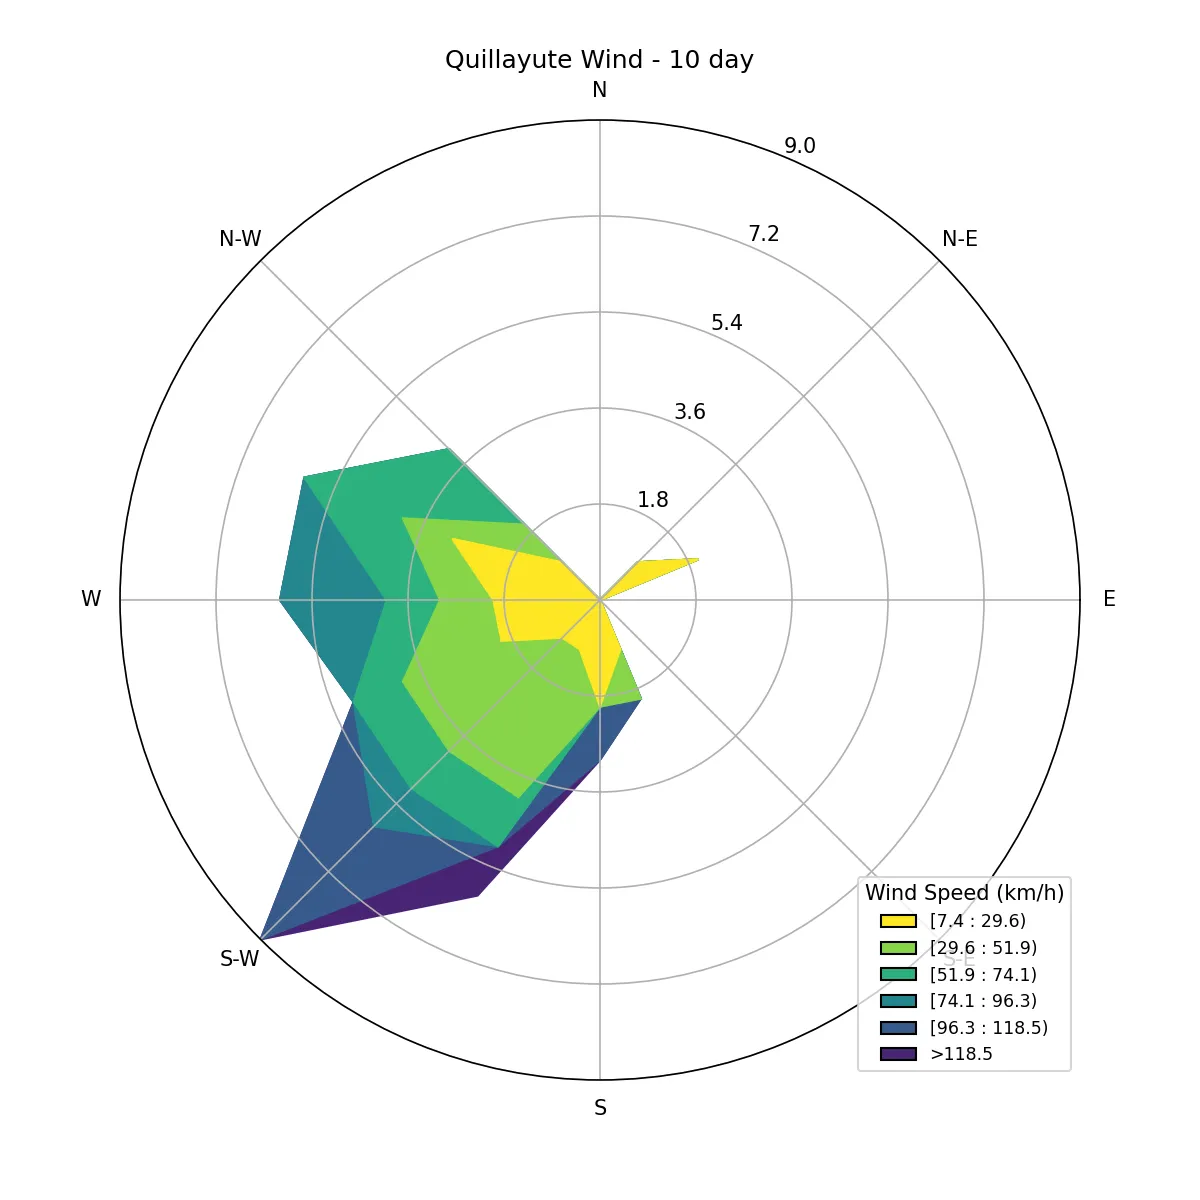 Quillayute Wind - 10 day
N
9.0
N-W
7.2
N-E
5.4
3.6
1.8
W
E
S-W
S-E
Wind Speed (km/h)
[7.4 : 29.6)
[29.6 : 51.9)
[51.9 : 74.1)
[74.1 : 96.3)
[96.3 : 118.5)
>118.5
S